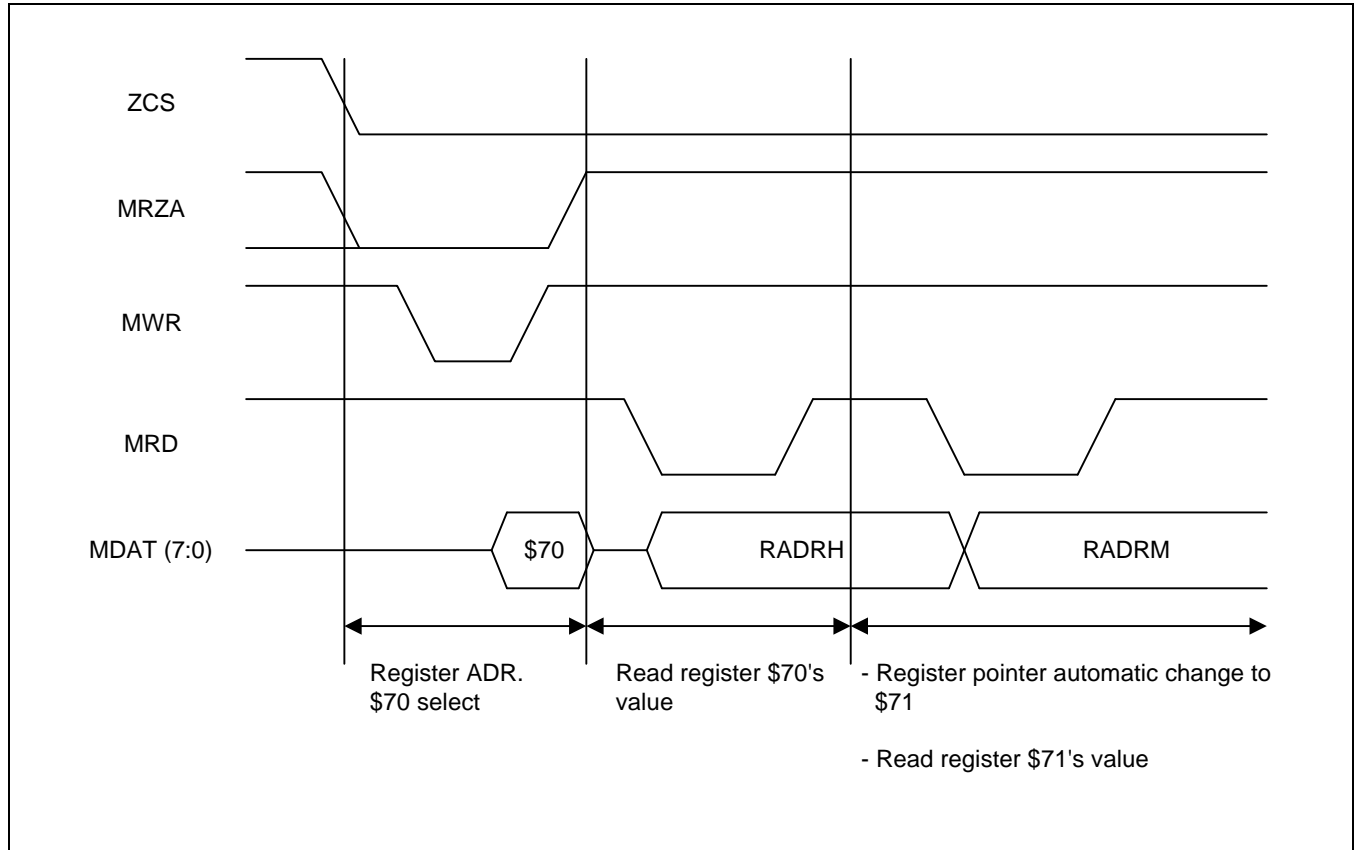 ZCS
MRZA
MWR
MRD
MDAT (7:0)
$70
RADRH
RADRM
Register ADR.
$70 select
Read register $70's
value
- Register pointer automatic change to
$71
- Read register $71's value